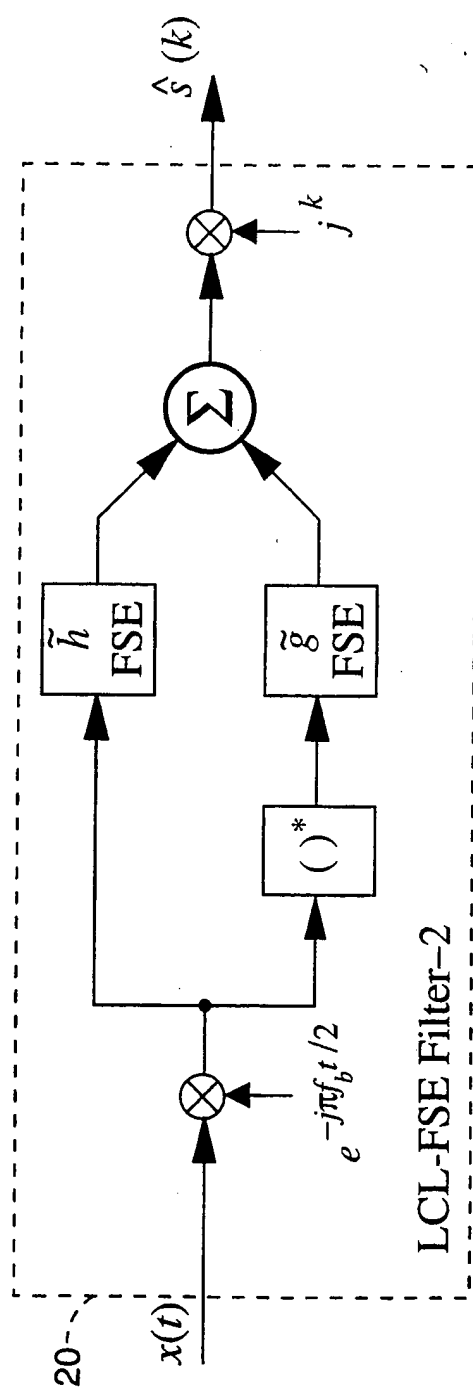 20
x(t)
e^{-jπf_b t/2}
h̃
FSE
( )*
g̃
FSE
Σ
j^k
ŝ(k)
LCL-FSE Filter–2